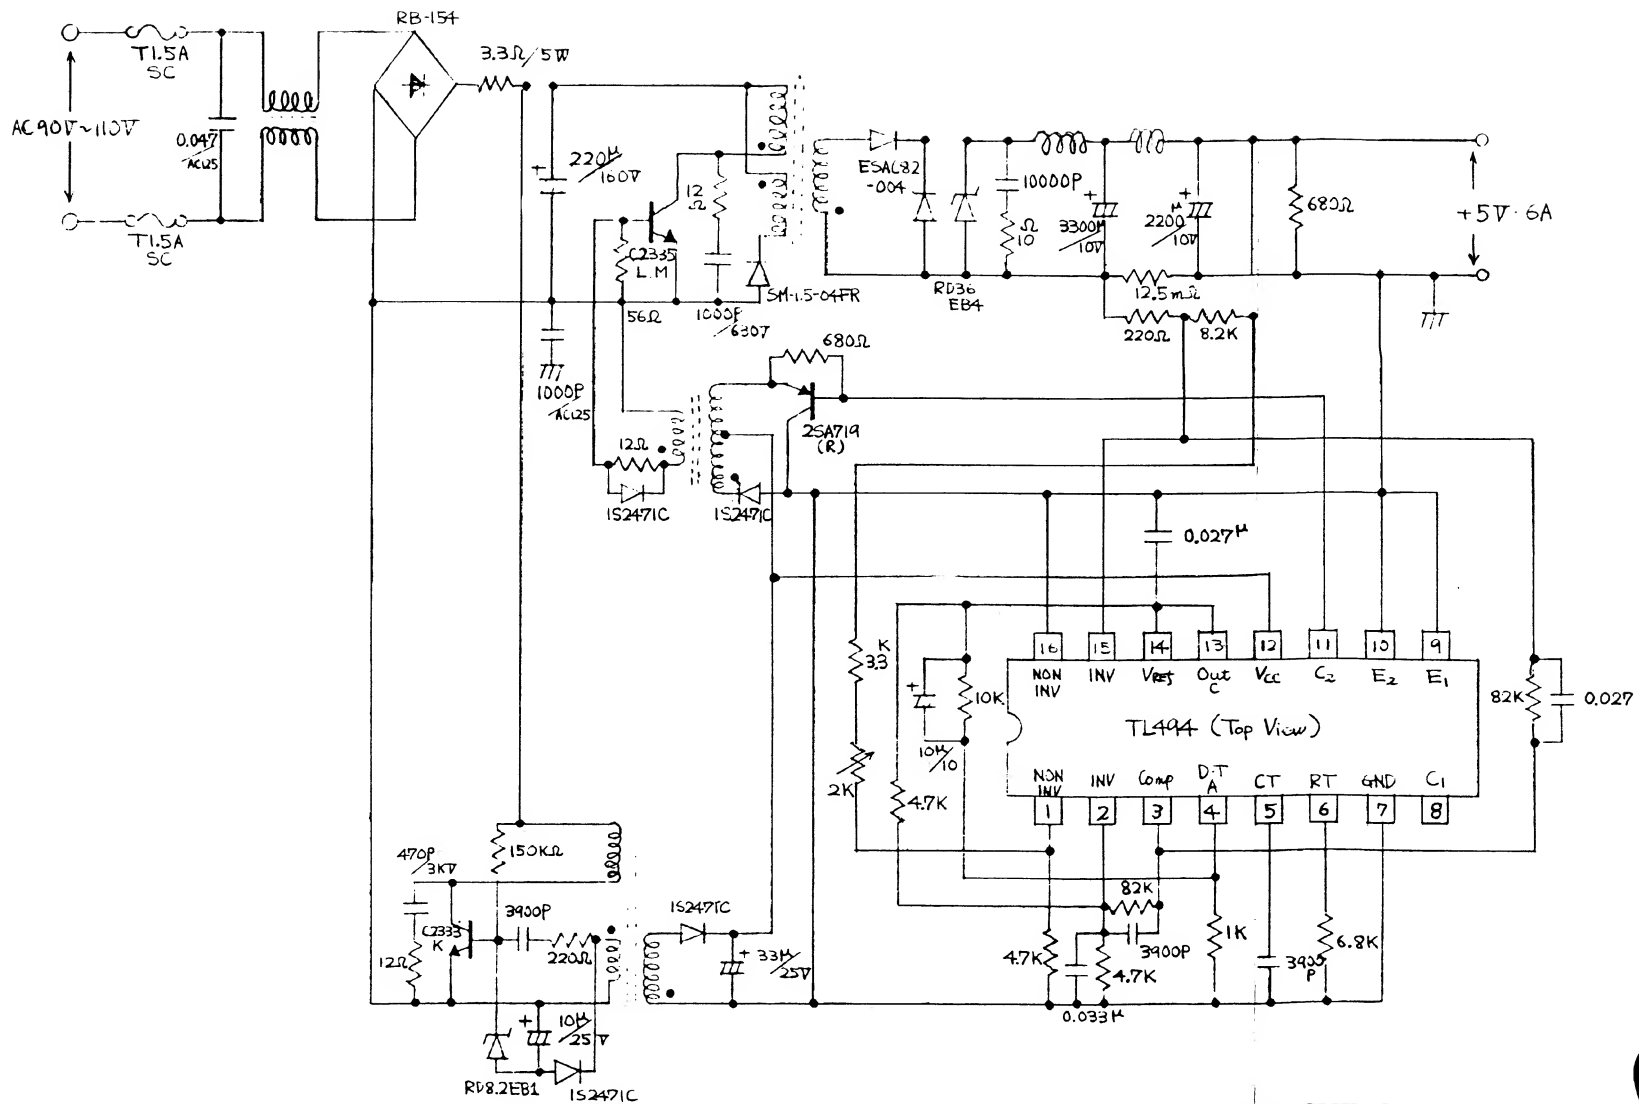 RB-154
T1.5A
SC
3.3Ω/5W
AC90V~110V
0.047
/AC125
T1.5A
SC
220μ
/160V
12
Ω
C2335
L.M
56Ω
1000P
/630V
SM-1.5-04FR
ESAC82
-004
10000P
Ω
10
3300μ
/10V
2200μ
/10V
680Ω
+5V·6A
RD36
EB4
12.5mΩ
220Ω
8.2K
1000P
/AC125
680Ω
2SA719
(R)
12Ω
1S2471C
1S2471C
0.027μ
3.3K
2K
10μ
/10
10K
4.7K
16
15
14
13
12
11
10
9
NON
INV
INV
VREF
Out
C
VCC
C2
E2
E1
TL494 (Top View)
NON
INV
INV
Comp
D.T
A
CT
RT
GND
C1
1
2
3
4
5
6
7
8
82K
0.027
82K
3900P
4.7K
4.7K
0.033μ
1K
3900
P
6.8K
150KΩ
470P
/3KV
C2333
K
12Ω
3900P
220Ω
1S2471C
33μ
/25V
10μ
/25V
RD8.2EB1
1S2471C